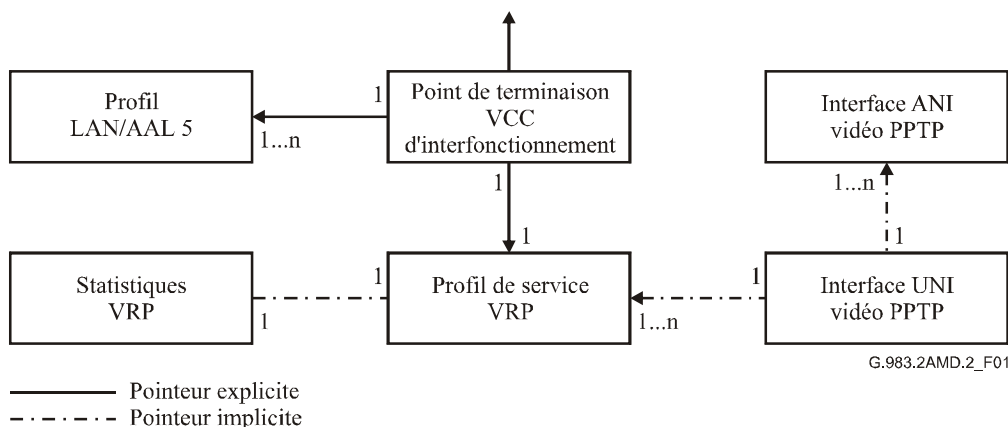 Profil
LAN/AAL 5
1
1...n
Point de terminaison
VCC
d'interfonctionnement
Interface ANI
vidéo PPTP
1
1...n
1
1
Statistiques
VRP
1
1
Profil de service
VRP
1
1...n
Interface UNI
vidéo PPTP
G.983.2AMD.2_F01
Pointeur explicite
Pointeur implicite